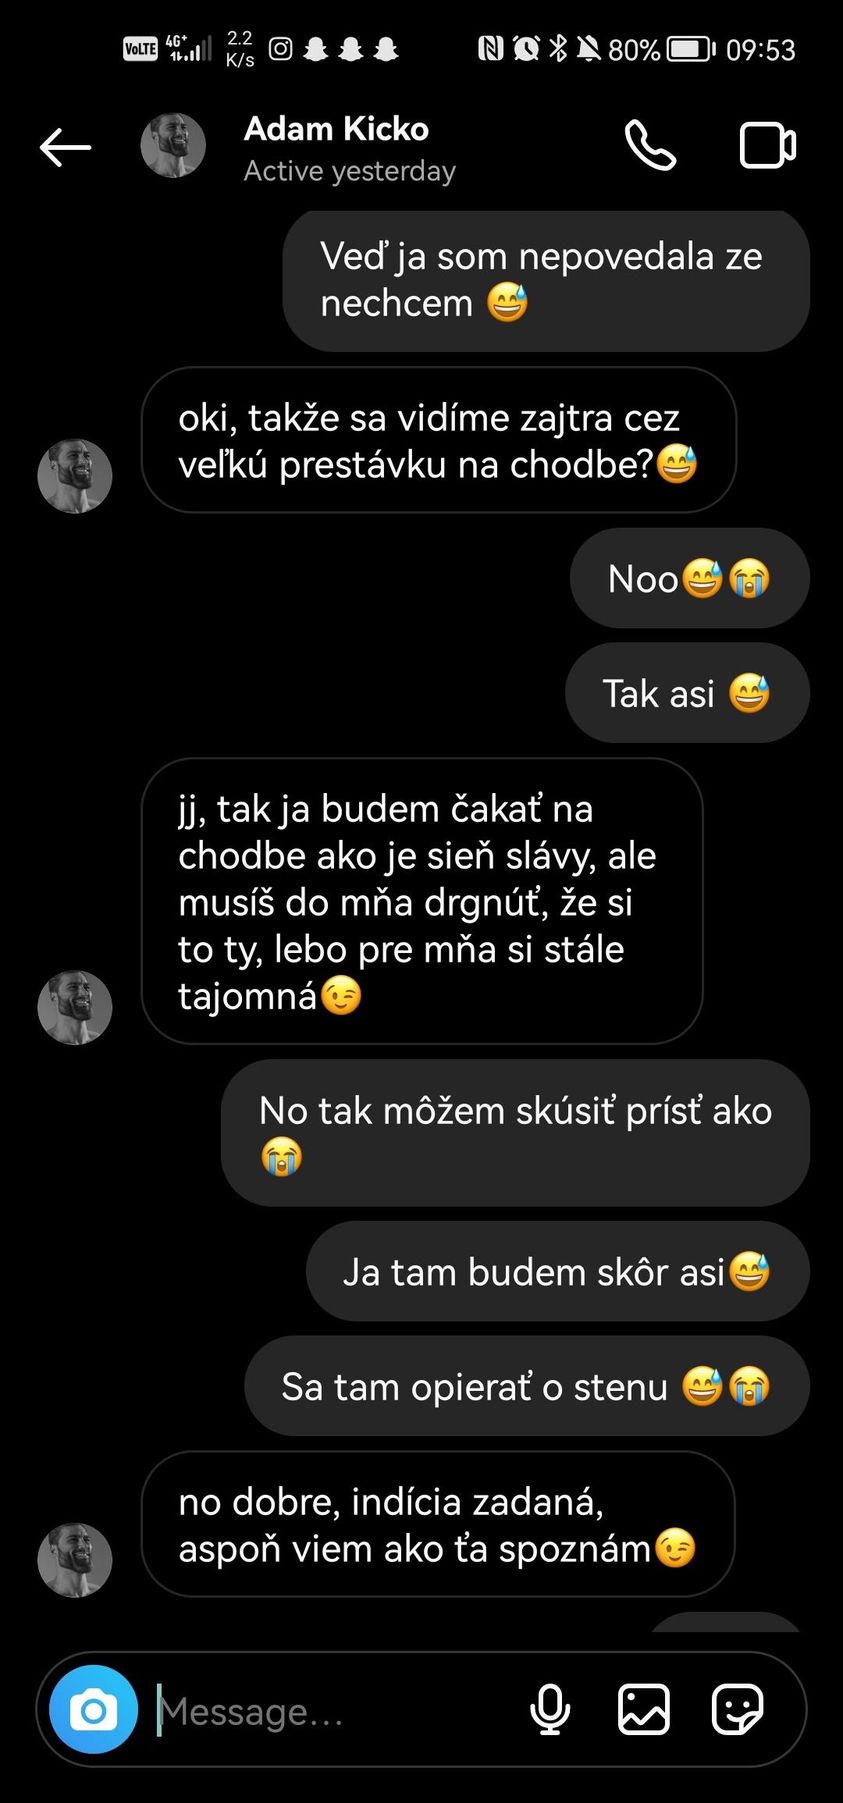 VoLTE 4G+ 2.2 K/s 80% 09:53
Adam Kicko
Active yesterday
Veď ja som nepovedala ze
nechcem 😅
oki, takže sa vidíme zajtra cez
veľkú prestávku na chodbe?😅
Noo😅😭
Tak asi 😅
jj, tak ja budem čakať na
chodbe ako je sieň slávy, ale
musíš do mňa drgnúť, že si
to ty, lebo pre mňa si stále
tajomná😉
No tak môžem skúsiť prísť ako
😭
Ja tam budem skôr asi😅
Sa tam opierať o stenu 😅😭
no dobre, indícia zadaná,
aspoň viem ako ťa spoznám😉
Message...